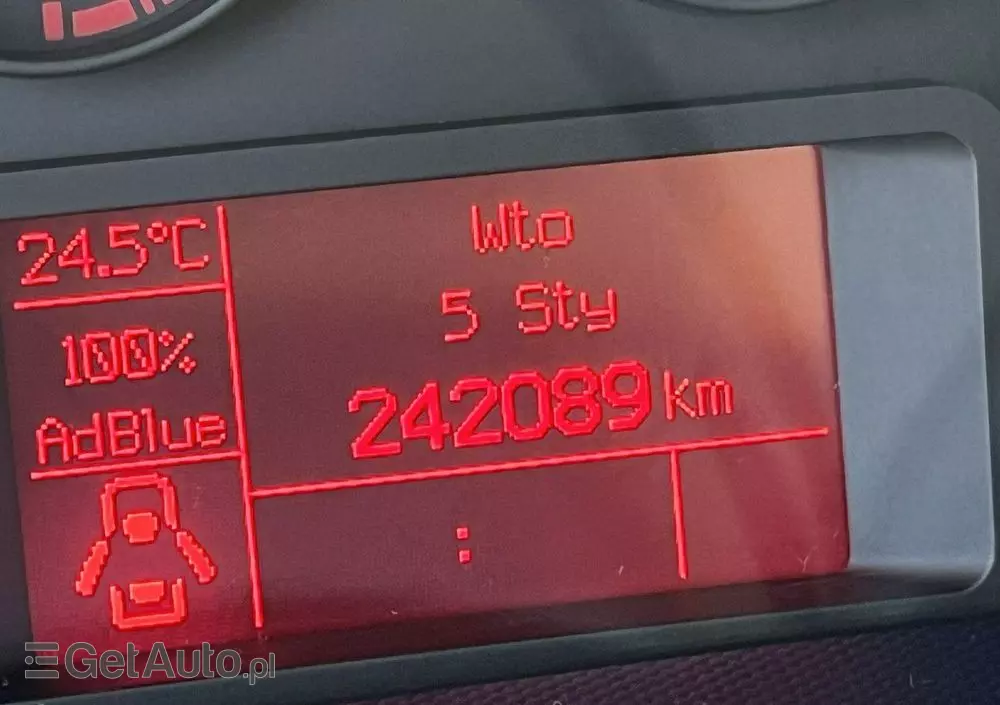 24.5°C
100%
AdBlue
Wto
5 Sty
242089 km
:
GetAuto.pl